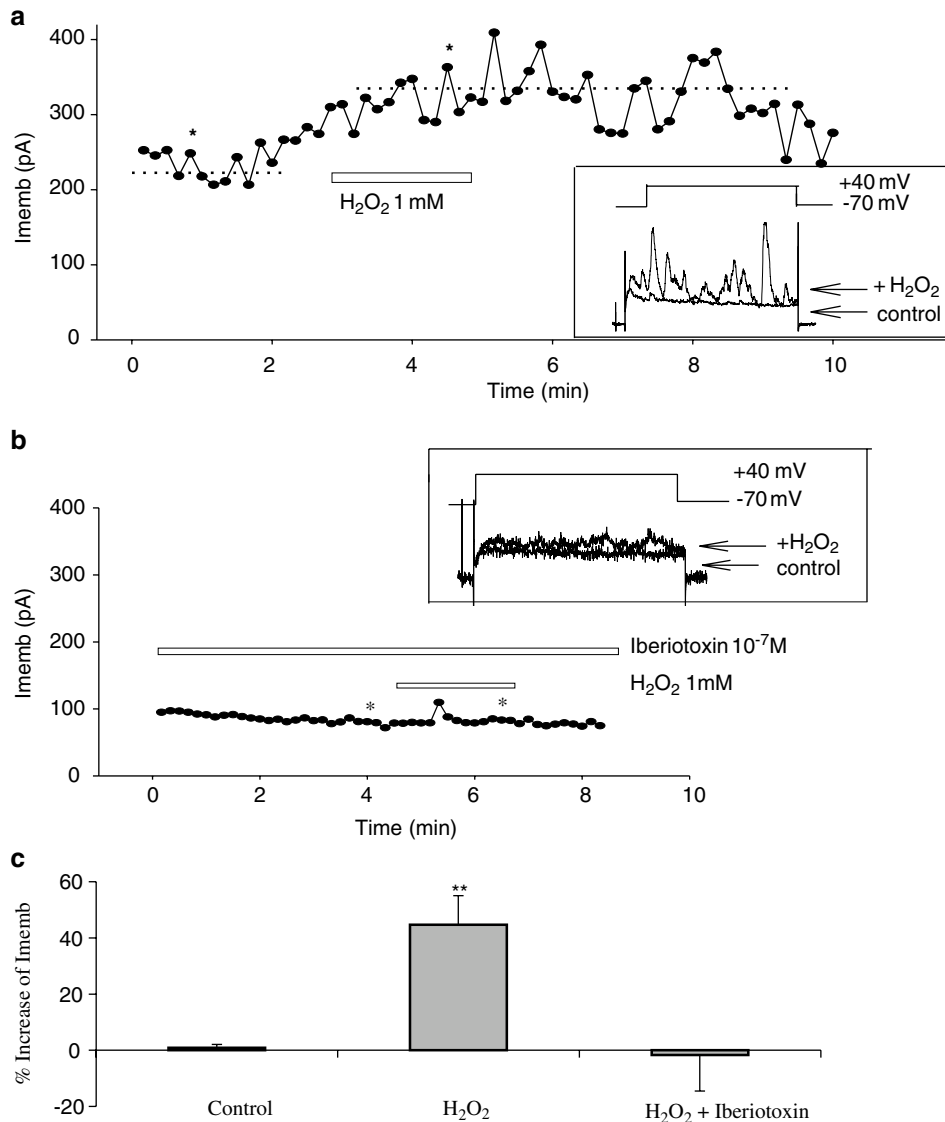 a
400
300
200
100
0
Imemb (pA)
*
*
H₂O₂ 1 mM
+40 mV
-70 mV
+ H₂O₂
control
0 2 4 6 8 10
Time (min)
b
400
300
200
100
0
Imemb (pA)
+40 mV
-70 mV
+H₂O₂
control
Iberiotoxin 10⁻⁷M
H₂O₂ 1mM
*
*
0 2 4 6 8 10
Time (min)
c
60
40
20
0
-20
% Increase of Imemb
**
Control H₂O₂ H₂O₂ + Iberiotoxin